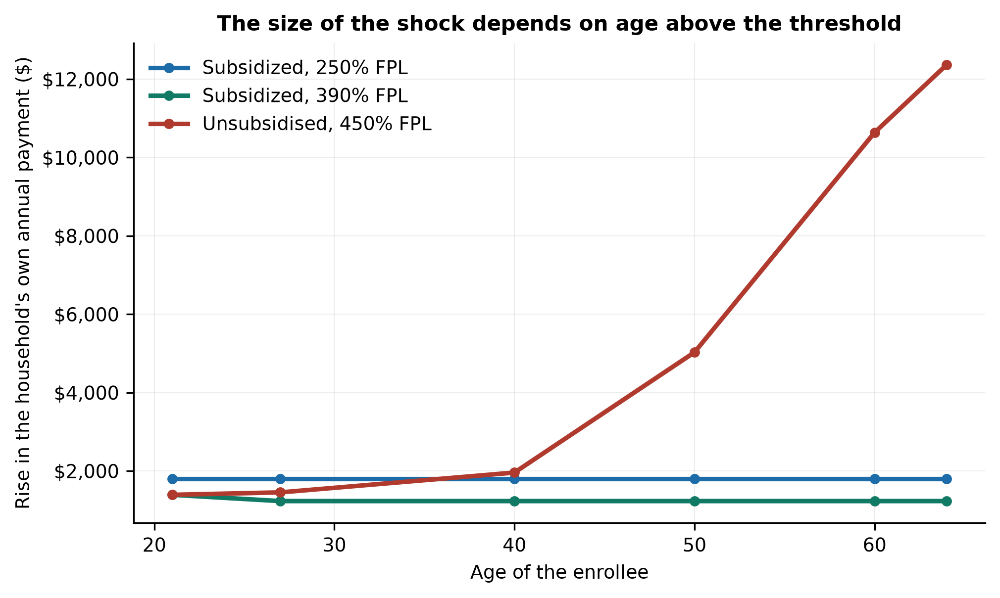 The size of the shock depends on age above the threshold
Rise in the household's own annual payment ($)
$12,000
$10,000
$8,000
$6,000
$4,000
$2,000
Subsidized, 250% FPL
Subsidized, 390% FPL
Unsubsidised, 450% FPL
20 30 40 50 60
Age of the enrollee